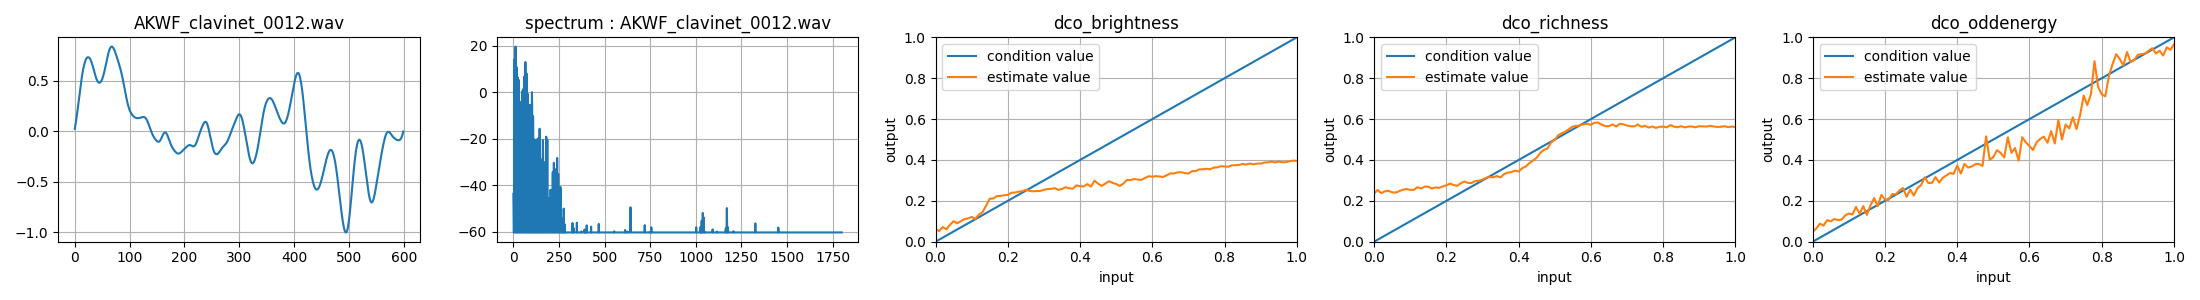 AKWF_clavinet_0012.wav
0.5
0.0
−0.5
−1.0
0 100 200 300 400 500 600
spectrum : AKWF_clavinet_0012.wav
20
0
−20
−40
−60
0 250 500 750 1000 1250 1500 1750
dco_brightness
condition value
estimate value
output
1.0
0.8
0.6
0.4
0.2
0.0
0.0 0.2 0.4 0.6 0.8 1.0
input
dco_richness
condition value
estimate value
output
1.0
0.8
0.6
0.4
0.2
0.0
0.0 0.2 0.4 0.6 0.8 1.0
input
dco_oddenergy
condition value
estimate value
output
1.0
0.8
0.6
0.4
0.2
0.0
0.0 0.2 0.4 0.6 0.8 1.0
input